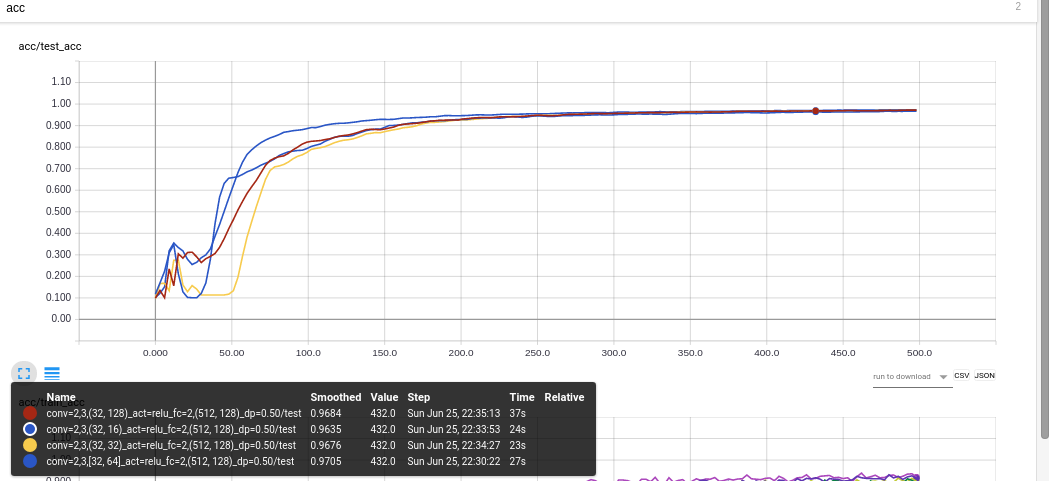 acc
2
acc/test_acc
1.10
1.00
0.900
0.800
0.700
0.600
0.500
0.400
0.300
0.200
0.100
0.00
0.000 50.00 100.0 150.0 200.0 250.0 300.0 350.0 400.0 450.0 500.0
run to download CSV JSON
Name Smoothed Value Step Time Relative
conv=2,3,(32, 128)_act=relu_fc=2,(512, 128)_dp=0.50/test 0.9684 432.0 Sun Jun 25, 22:35:13 37s
conv=2,3,(32, 16)_act=relu_fc=2,(512, 128)_dp=0.50/test 0.9635 432.0 Sun Jun 25, 22:33:53 24s
conv=2,3,(32, 32)_act=relu_fc=2,(512, 128)_dp=0.50/test 0.9676 432.0 Sun Jun 25, 22:34:27 23s
conv=2,3,[32, 64]_act=relu_fc=2,(512, 128)_dp=0.50/test 0.9705 432.0 Sun Jun 25, 22:30:22 27s